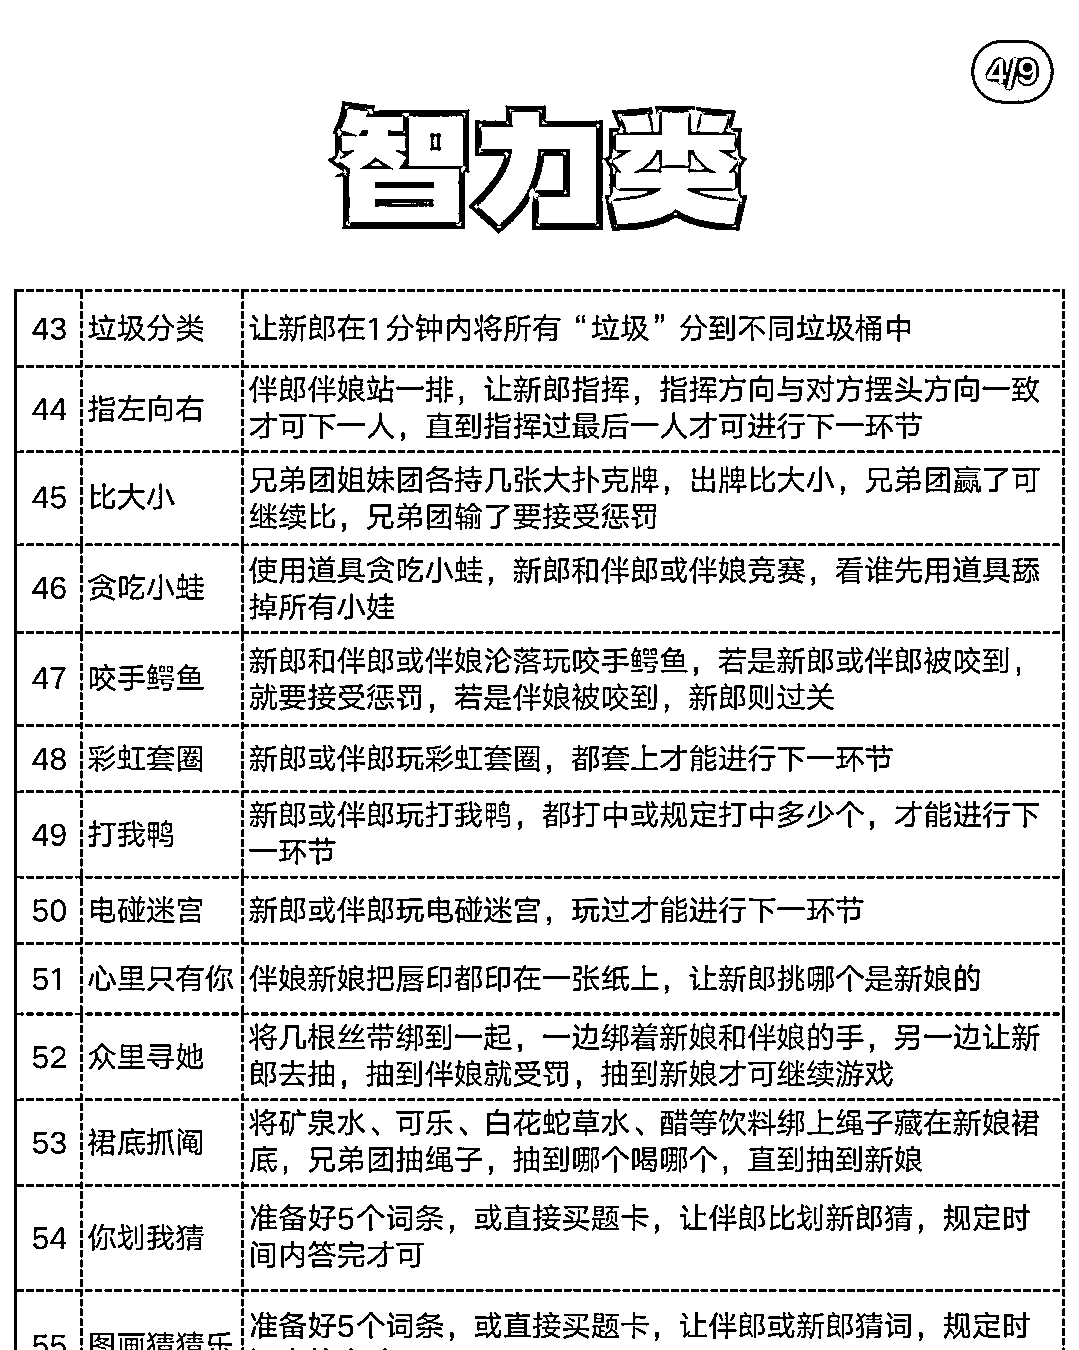 4/9
智力类
43 垃圾分类 让新郎在1分钟内将所有“垃圾”分到不同垃圾桶中
44 指左向右 伴郎伴娘站一排，让新郎指挥，指挥方向与对方摆头方向一致
才可下一人，直到指挥过最后一人才可进行下一环节
45 比大小 兄弟团姐妹团各持几张大扑克牌，出牌比大小，兄弟团赢了可
继续比，兄弟团输了要接受惩罚
46 贪吃小蛙 使用道具贪吃小蛙，新郎和伴郎或伴娘竞赛，看谁先用道具舔
掉所有小娃
47 咬手鳄鱼 新郎和伴郎或伴娘沦落玩咬手鳄鱼，若是新郎或伴郎被咬到，
就要接受惩罚，若是伴娘被咬到，新郎则过关
48 彩虹套圈 新郎或伴郎玩彩虹套圈，都套上才能进行下一环节
49 打我鸭 新郎或伴郎玩打我鸭，都打中或规定打中多少个，才能进行下
一环节
50 电碰迷宫 新郎或伴郎玩电碰迷宫，玩过才能进行下一环节
51 心里只有你 伴娘新娘把唇印都印在一张纸上，让新郎挑哪个是新娘的
52 众里寻她 将几根丝带绑到一起，一边绑着新娘和伴娘的手，另一边让新
郎去抽，抽到伴娘就受罚，抽到新娘才可继续游戏
53 裙底抓阄 将矿泉水、可乐、白花蛇草水、醋等饮料绑上绳子藏在新娘裙
底，兄弟团抽绳子，抽到哪个喝哪个，直到抽到新娘
54 你划我猜 准备好5个词条，或直接买题卡，让伴郎比划新郎猜，规定时
间内答完才可
55 图画猜猜乐 准备好5个词条，或直接买题卡，让伴郎或新郎猜词，规定时